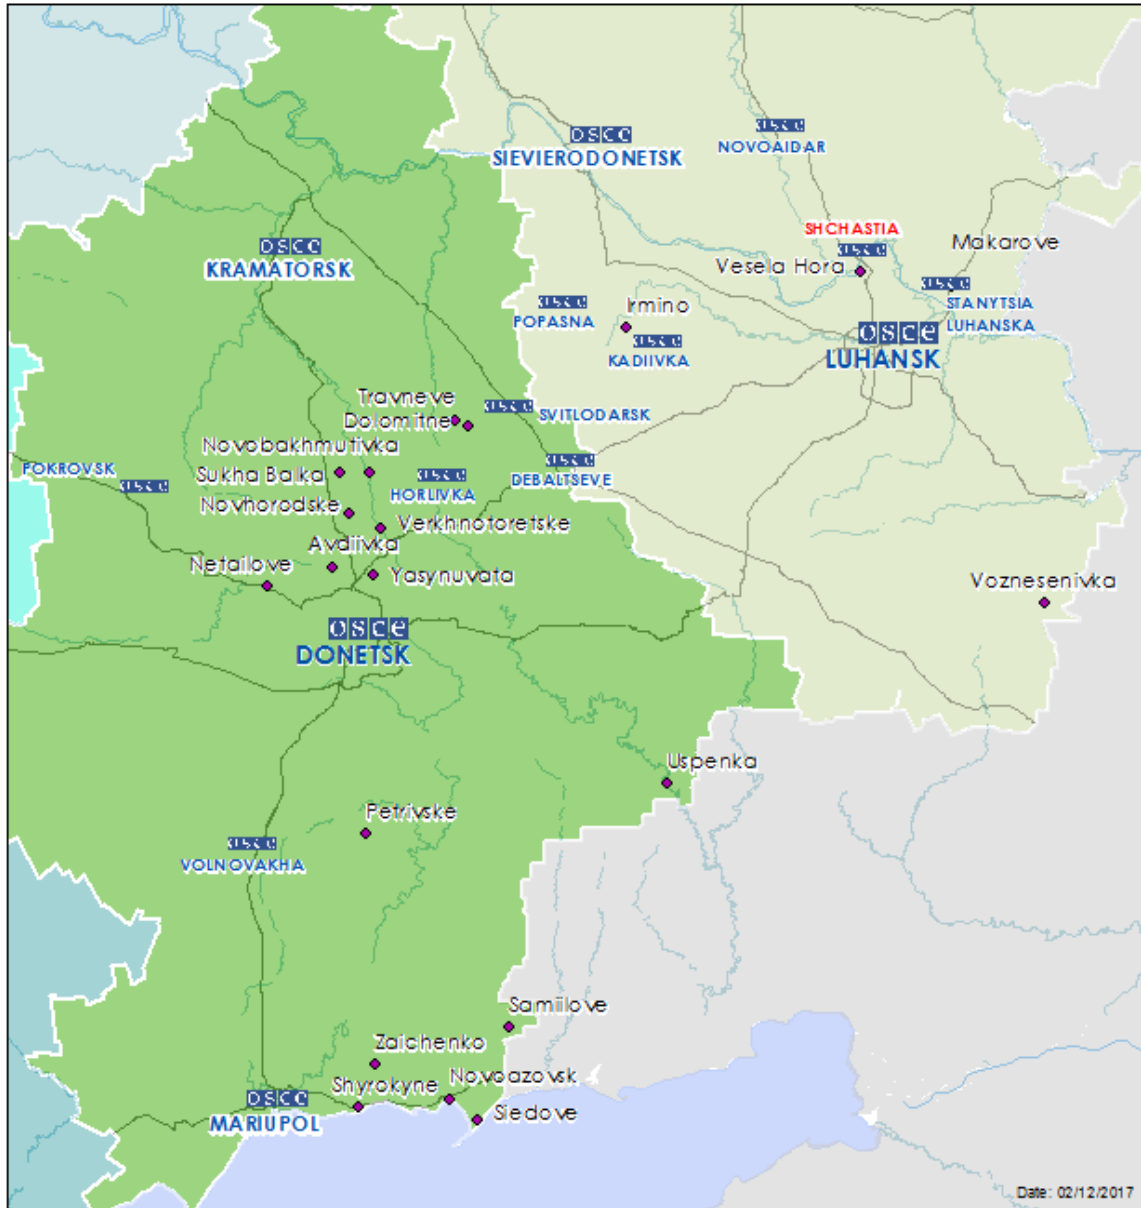 osce
SIEVIERODONETSK
osce
NOVOAIDAR
SHCHASTIA
osce
Vesela Hora
Makarove
osce
STANYTSIA
LUHANSKA
osce
KRAMATORSK
osce
POPASNA
Irmino
osce
KADIIVKA
osce
LUHANSK
Travneve
Dolomitne
osce
SVITLODARSK
Novobakhmutivka
Sukha Balka
POKROVSK
osce
osce
HORLIVKA
osce
DEBALTSEVE
Novhorodske
Verkhnotoretske
Avdiivka
Netailove
Yasynuvata
Voznesenivka
osce
DONETSK
Uspenka
Petrivske
osce
VOLNOVAKHA
Samiilove
Zaichenko
Novoazovsk
Shyrokyne
osce
MARIUPOL
Siedove
Date: 02/12/2017